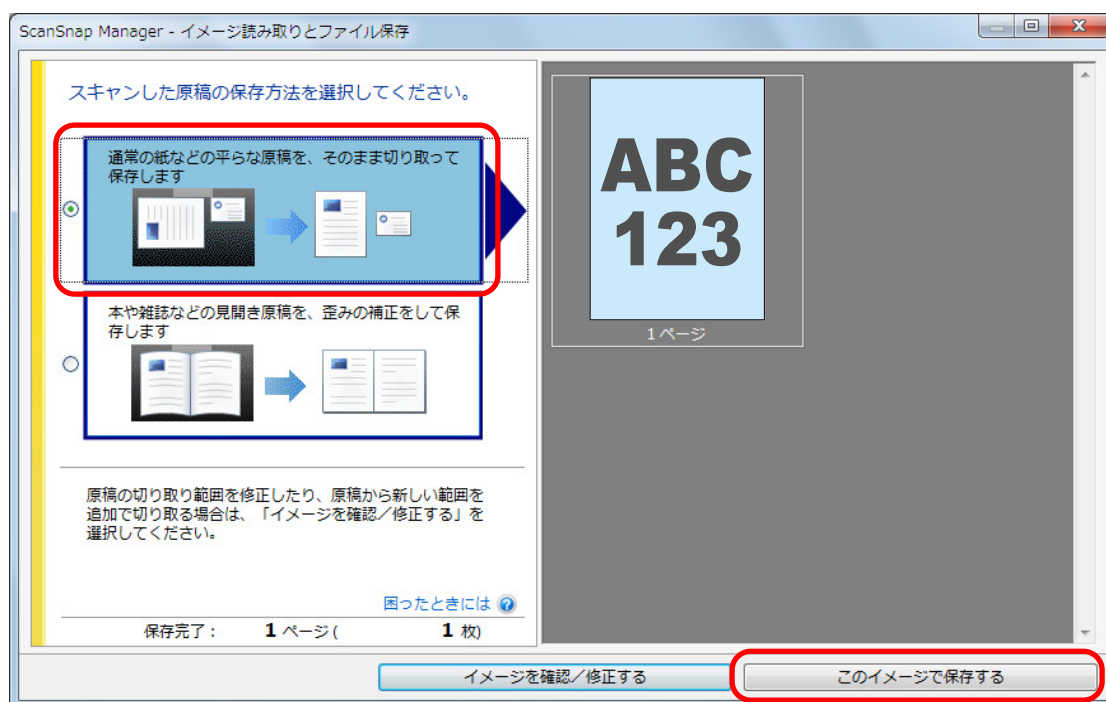 ScanSnap Manager - イメージ読み取りとファイル保存
スキャンした原稿の保存方法を選択してください。
通常の紙などの平らな原稿を、そのまま切り取って
保存します
本や雑誌などの見開き原稿を、歪みの補正をして保
存します
原稿の切り取り範囲を修正したり、原稿から新しい範囲を
追加で切り取る場合は、「イメージを確認／修正する」を
選択してください。
困ったときには
保存完了： 1 ページ ( 1 枚)
ABC
123
1ページ
イメージを確認／修正する
このイメージで保存する